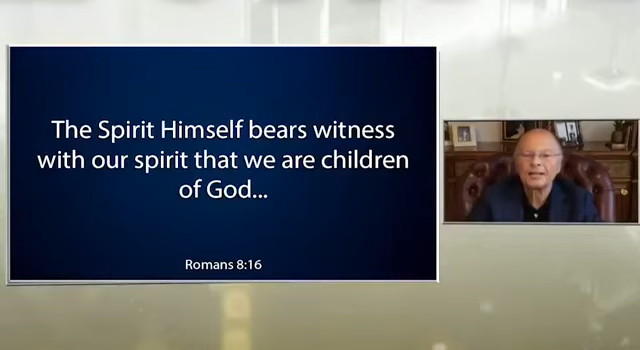 The Spirit Himself bears witness
with our spirit that we are children
of God...
Romans 8:16